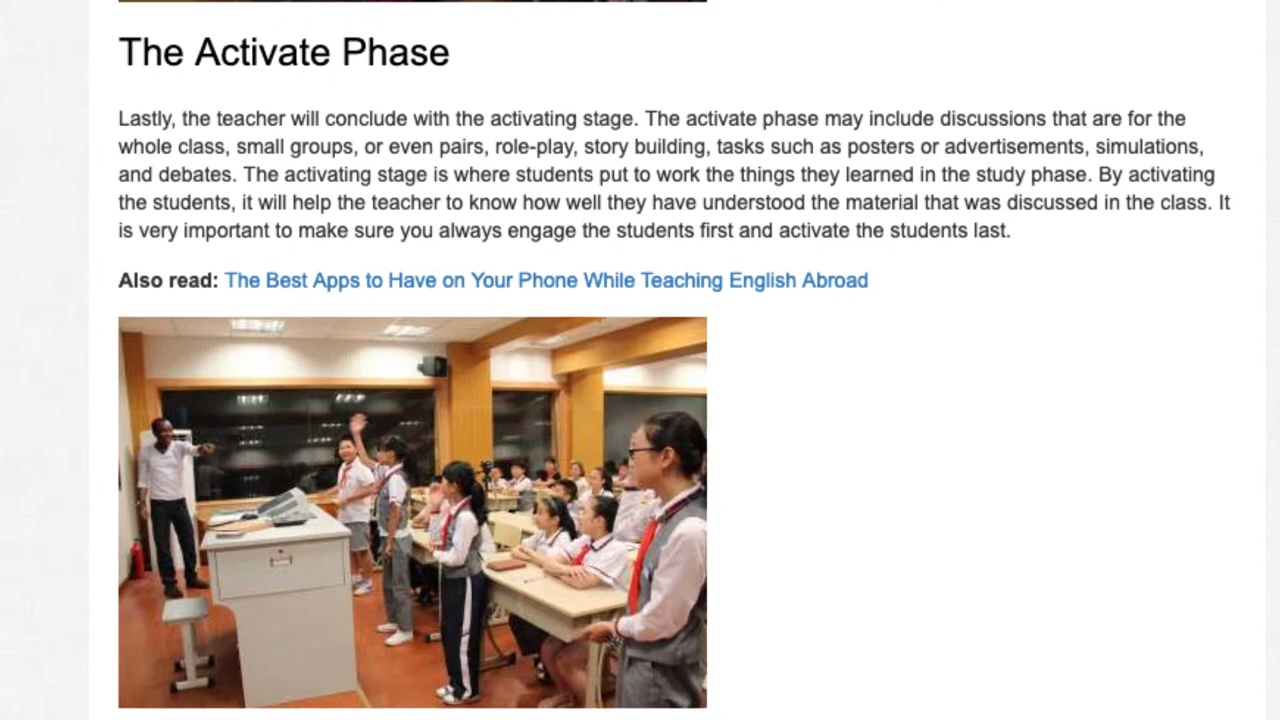 The Activate Phase
Lastly, the teacher will conclude with the activating stage. The activate phase may include discussions that are for the
whole class, small groups, or even pairs, role-play, story building, tasks such as posters or advertisements, simulations,
and debates. The activating stage is where students put to work the things they learned in the study phase. By activating
the students, it will help the teacher to know how well they have understood the material that was discussed in the class. It
is very important to make sure you always engage the students first and activate the students last.
Also read: The Best Apps to Have on Your Phone While Teaching English Abroad